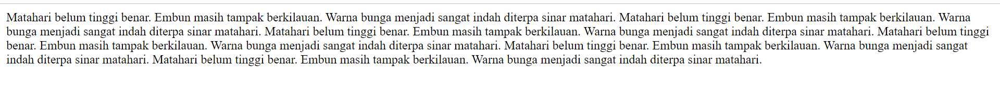 Matahari belum tinggi benar. Embun masih tampak berkilauan. Warna bunga menjadi sangat indah diterpa sinar matahari. Matahari belum tinggi benar. Embun masih tampak berkilauan. Warna
bunga menjadi sangat indah diterpa sinar matahari. Matahari belum tinggi benar. Embun masih tampak berkilauan. Warna bunga menjadi sangat indah diterpa sinar matahari. Matahari belum tinggi
benar. Embun masih tampak berkilauan. Warna bunga menjadi sangat indah diterpa sinar matahari. Matahari belum tinggi benar. Embun masih tampak berkilauan. Warna bunga menjadi sangat
indah diterpa sinar matahari. Matahari belum tinggi benar. Embun masih tampak berkilauan. Warna bunga menjadi sangat indah diterpa sinar matahari.